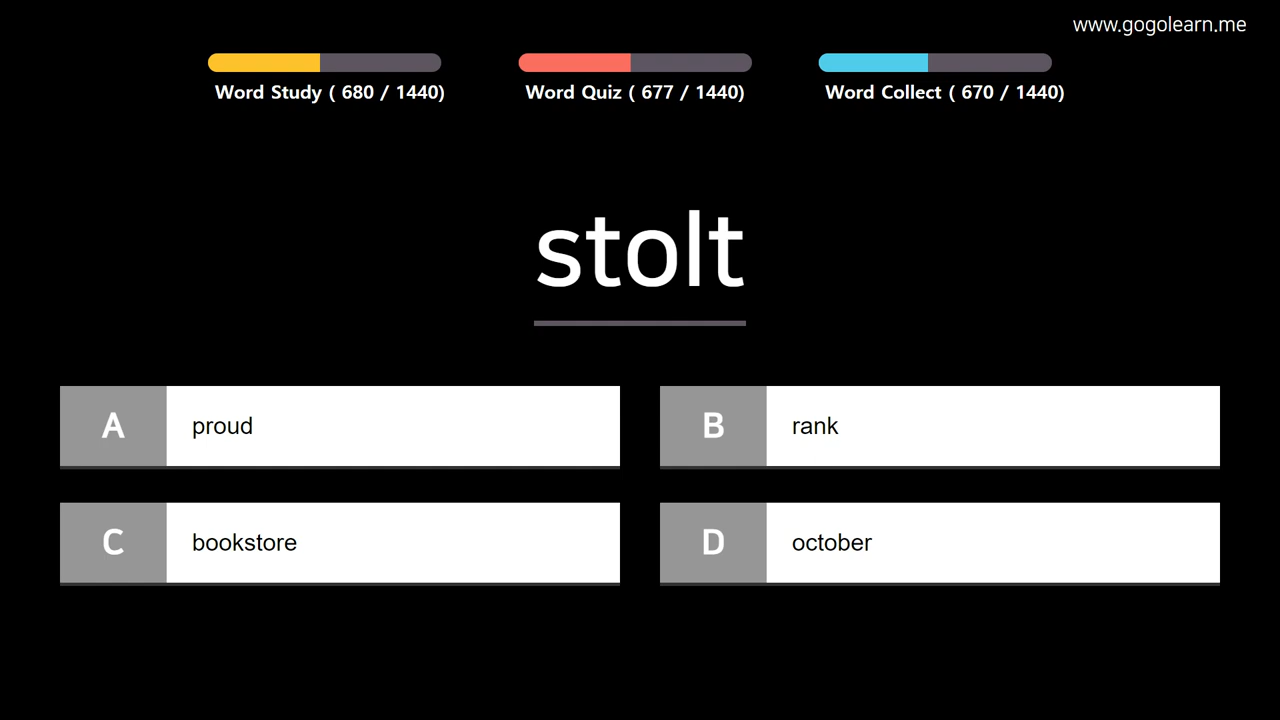 www.gogolearn.me
Word Study ( 680 / 1440)
Word Quiz ( 677 / 1440)
Word Collect ( 670 / 1440)
stolt
A proud
B rank
C bookstore
D october